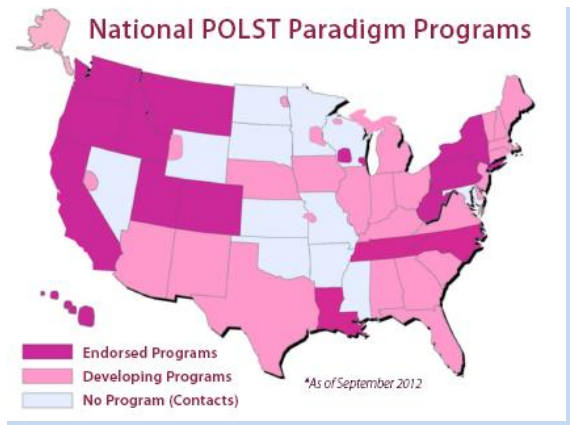 National POLST Paradigm Programs
Endorsed Programs
Developing Programs
*As of September 2012
No Program (Contacts)